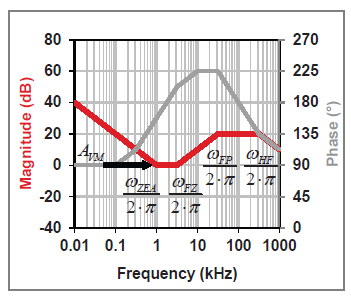 80
60
40
20
0
-20
-40
Magnitude (dB)
270
225
180
135
90
45
0
Phase (°)
A_VM
ω_ZEA / 2·π
ω_FZ / 2·π
ω_FP / 2·π
ω_HF / 2·π
0.01 0.1 1 10 100 1000
Frequency (kHz)